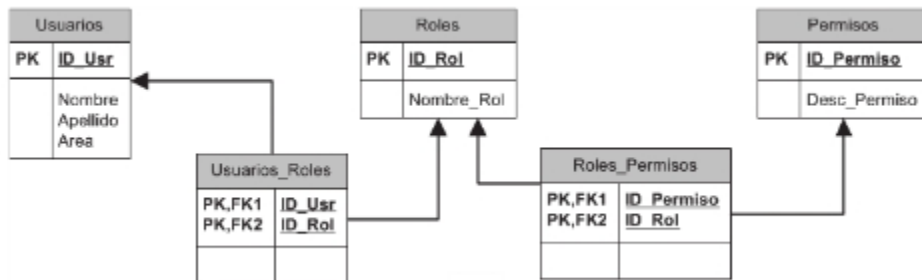 Usuarios
PK ID_Usr
Nombre
Apellido
Area
Roles
PK ID_Rol
Nombre_Rol
Permisos
PK ID_Permiso
Desc_Permiso
Usuarios_Roles
PK,FK1 ID_Usr
PK,FK2 ID_Rol
Roles_Permisos
PK,FK1 ID_Permiso
PK,FK2 ID_Rol